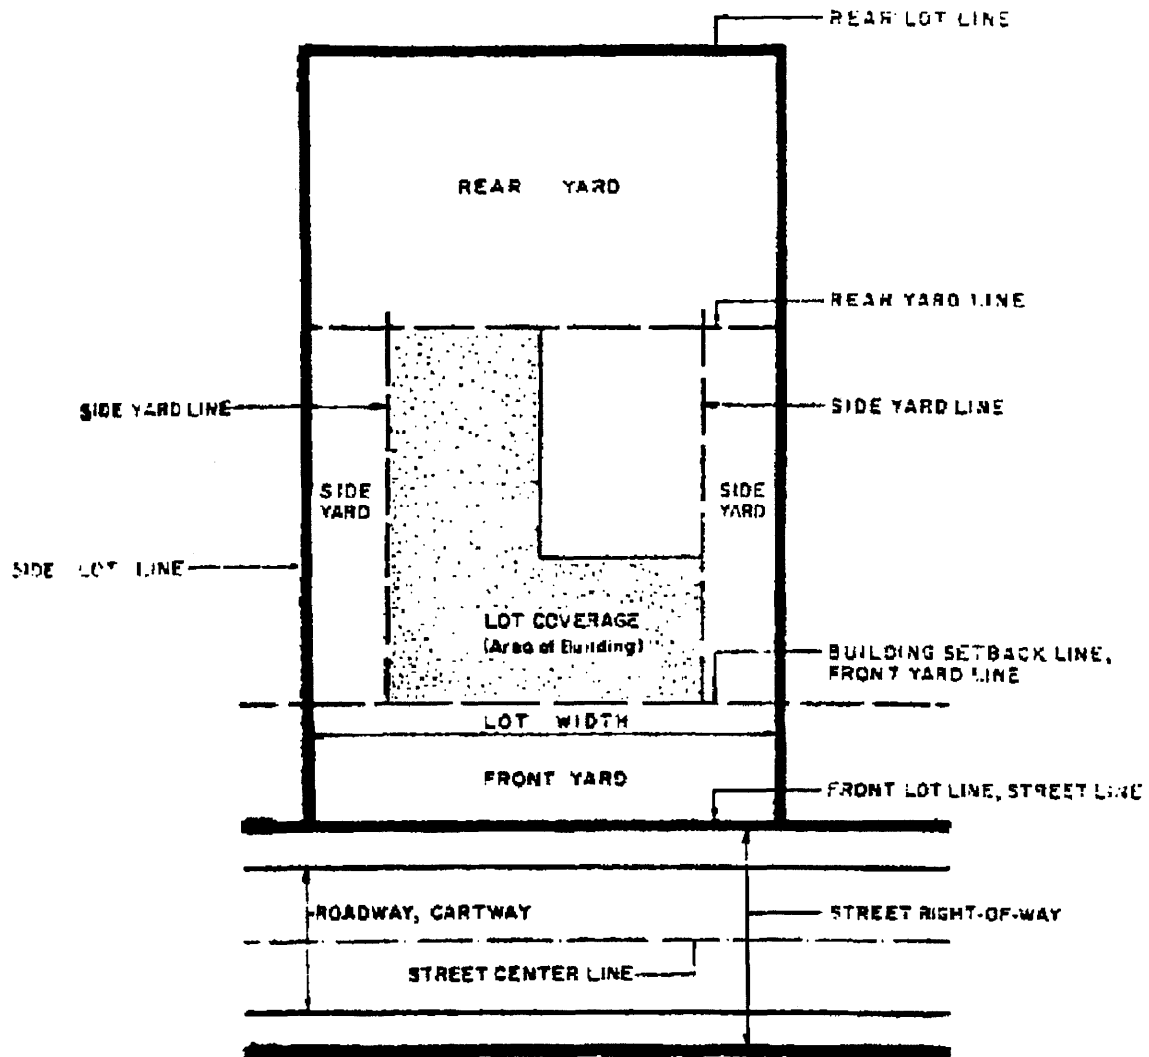 REAR LOT LINE
REAR YARD
REAR YARD LINE
SIDE YARD LINE
SIDE YARD LINE
SIDE
YARD
SIDE
YARD
SIDE LOT LINE
LOT COVERAGE
(Area of Building)
BUILDING SETBACK LINE,
FRONT YARD LINE
LOT WIDTH
FRONT YARD
FRONT LOT LINE, STREET LINE
ROADWAY, CARTWAY
STREET RIGHT-OF-WAY
STREET CENTER LINE